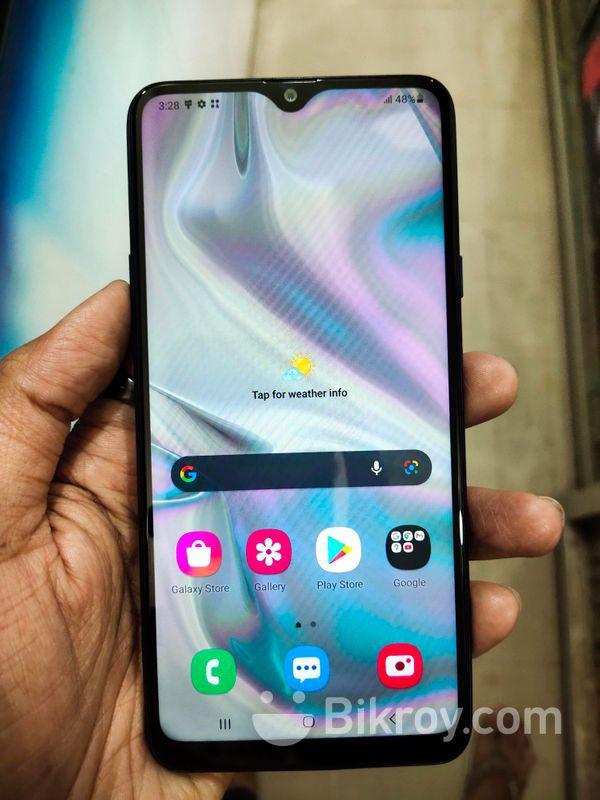 3:28
48%
Tap for weather info
G
Galaxy Store
Gallery
Play Store
Google
Bikroy.com